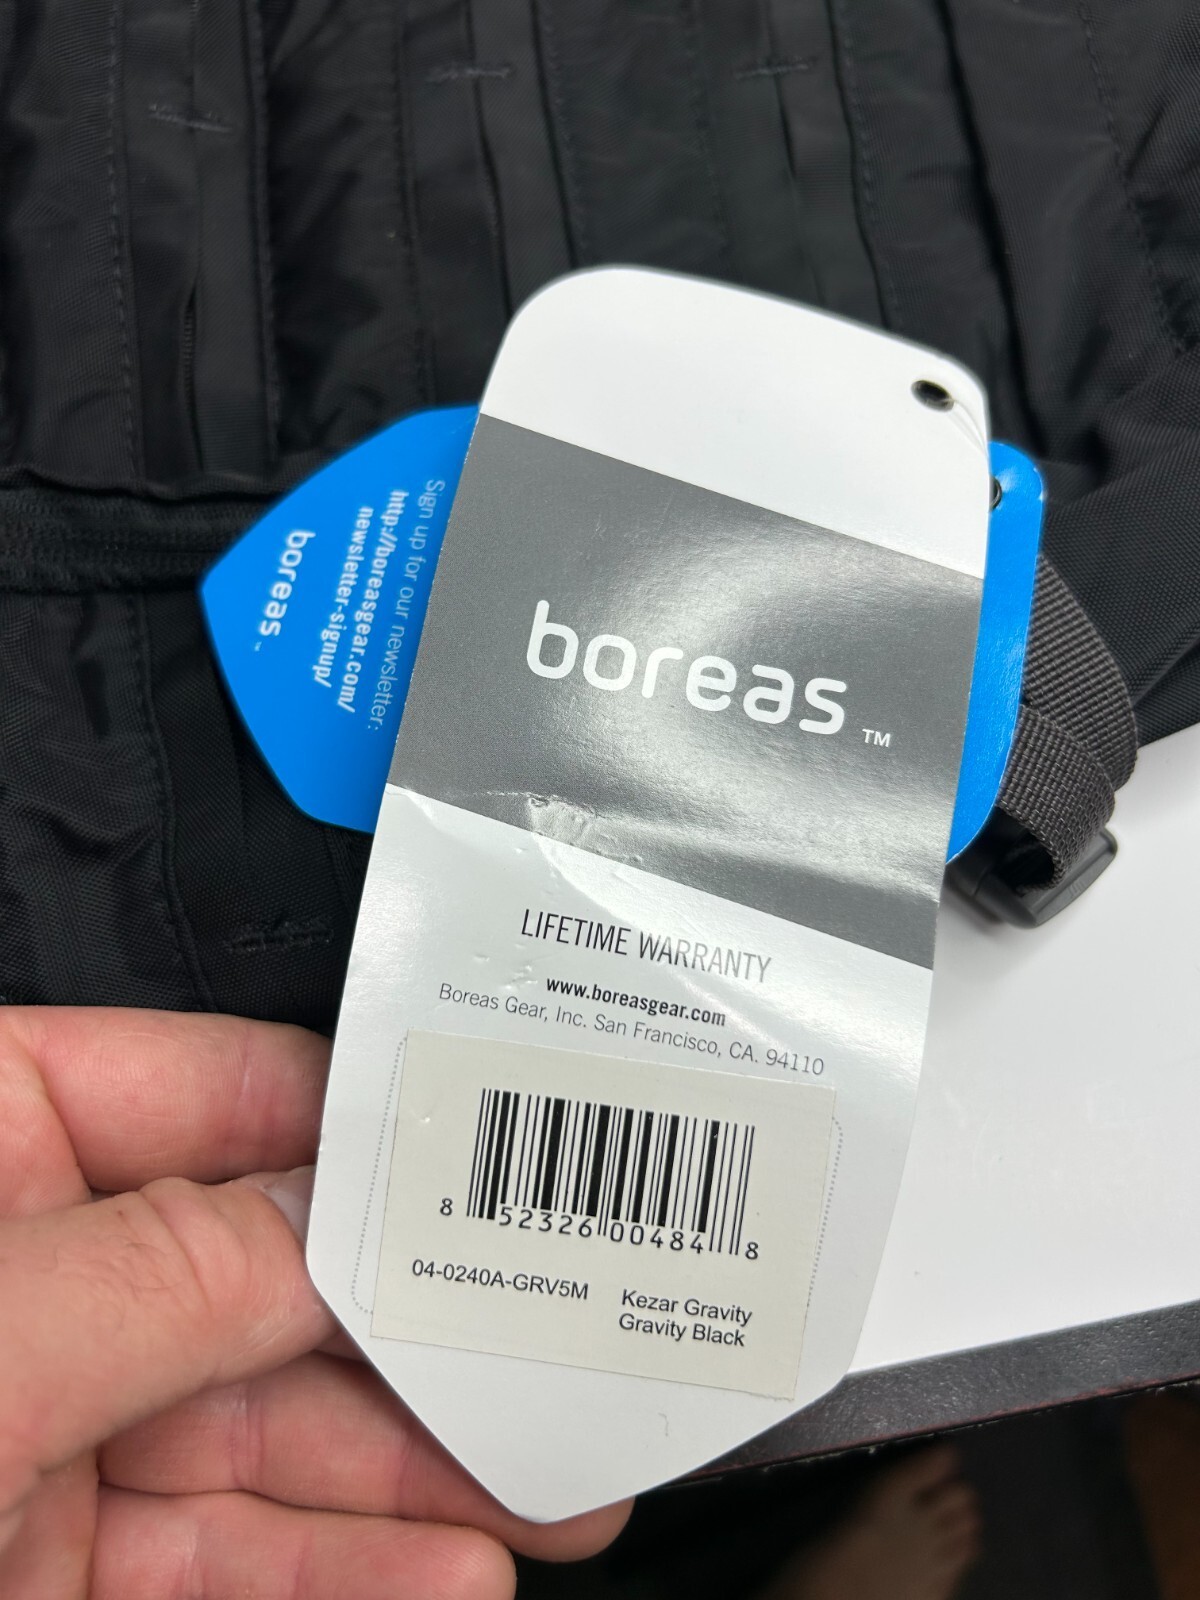 Sign up for our newsletter:
http://boreasgear.com/
newsletter-signup/
boreas™
boreas™
LIFETIME WARRANTY
www.boreasgear.com
Boreas Gear, Inc. San Francisco, CA. 94110
8 52326 00484 8
04-0240A-GRV5M
Kezar Gravity
Gravity Black